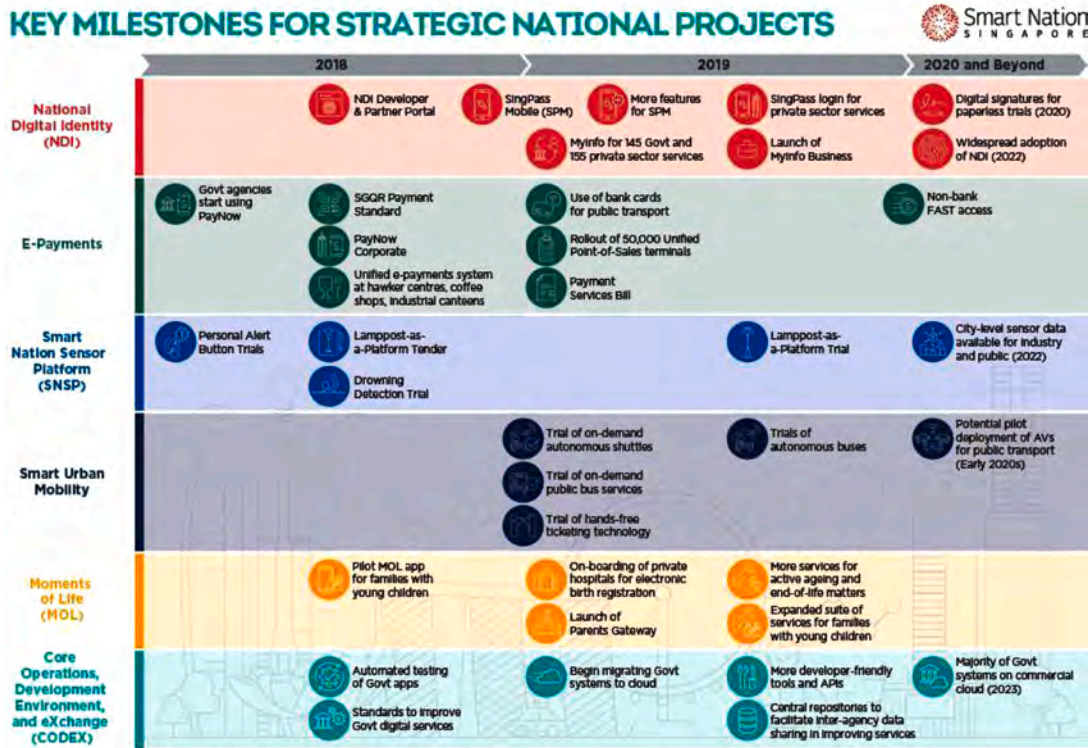 KEY MILESTONES FOR STRATEGIC NATIONAL PROJECTS
Smart Nation
SINGAPORE
2018
2019
2020 and Beyond
National
Digital Identity
(NDI)
NDI Developer
& Partner Portal
SingPass
Mobile (SPM)
More features
for SPM
SingPass login for
private sector services
Digital signatures for
paperless trials (2020)
MyInfo for 145 Govt and
155 private sector services
Launch of
MyInfo Business
Widespread adoption
of NDI (2022)
E-Payments
Govt agencies
start using
PayNow
SGQR Payment
Standard
Use of bank cards
for public transport
Non-bank
FAST access
PayNow
Corporate
Rollout of 50,000 Unified
Point-of-Sales terminals
Unified e-payments system
at hawker centres, coffee
shops, industrial canteens
Payment
Services Bill
Smart
Nation Sensor
Platform
(SNSP)
Personal Alert
Button Trials
Lamppost-as-
a-Platform Tender
Lamppost-as-
a-Platform Trial
City-level sensor data
available for industry
and public (2022)
Drowning
Detection Trial
Smart Urban
Mobility
Trial of on-demand
autonomous shuttles
Trials of
autonomous buses
Potential pilot
deployment of AVs
for public transport
(Early 2020s)
Trial of on-demand
public bus services
Trial of hands-free
ticketing technology
Moments
of Life
(MOL)
Pilot MOL app
for families with
young children
On-boarding of private
hospitals for electronic
birth registration
More services for
active ageing and
end-of-life matters
Launch of
Parents Gateway
Expanded suite of
services for families
with young children
Core
Operations,
Development
Environment,
and eXchange
(CODEX)
Automated testing
of Govt apps
Begin migrating Govt
systems to cloud
More developer-friendly
tools and APIs
Majority of Govt
systems on commercial
cloud (2023)
Standards to improve
Govt digital services
Central repositories to
facilitate inter-agency data
sharing in improving services